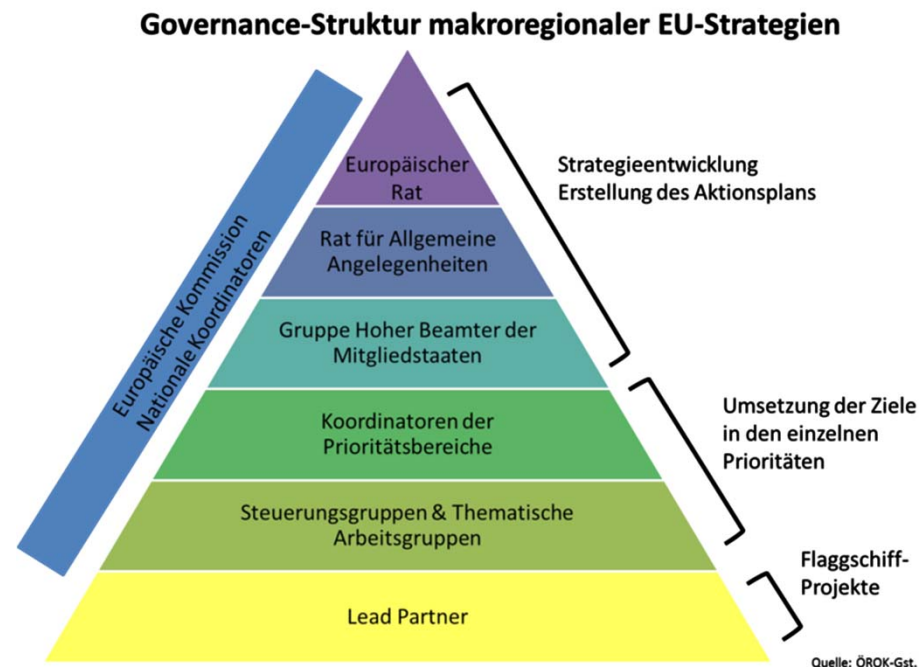 Governance-Struktur makroregionaler EU-Strategien
Europäische Kommission
Nationale Koordinatoren
Europäischer
Rat
Rat für Allgemeine
Angelegenheiten
Gruppe Hoher Beamter der
Mitgliedstaaten
Koordinatoren der
Prioritätsbereiche
Steuerungsgruppen & Thematische
Arbeitsgruppen
Lead Partner
Strategieentwicklung
Erstellung des Aktionsplans
Umsetzung der Ziele
in den einzelnen
Prioritäten
Flaggschiff-
Projekte
Quelle: ÖROK-Gst.